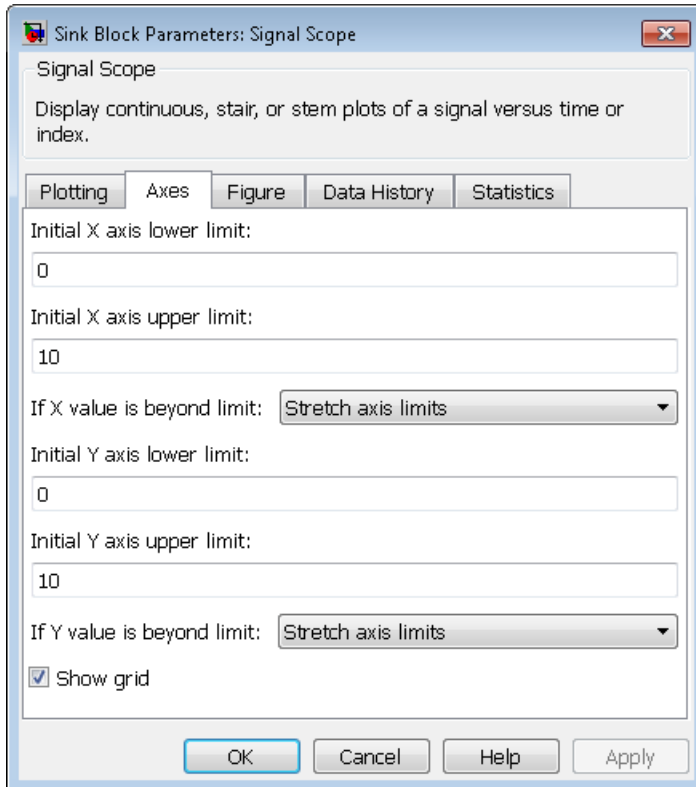 Sink Block Parameters: Signal Scope
Signal Scope
Display continuous, stair, or stem plots of a signal versus time or
index.
Plotting Axes Figure Data History Statistics
Initial X axis lower limit:
0
Initial X axis upper limit:
10
If X value is beyond limit: Stretch axis limits
Initial Y axis lower limit:
0
Initial Y axis upper limit:
10
If Y value is beyond limit: Stretch axis limits
Show grid
OK Cancel Help Apply